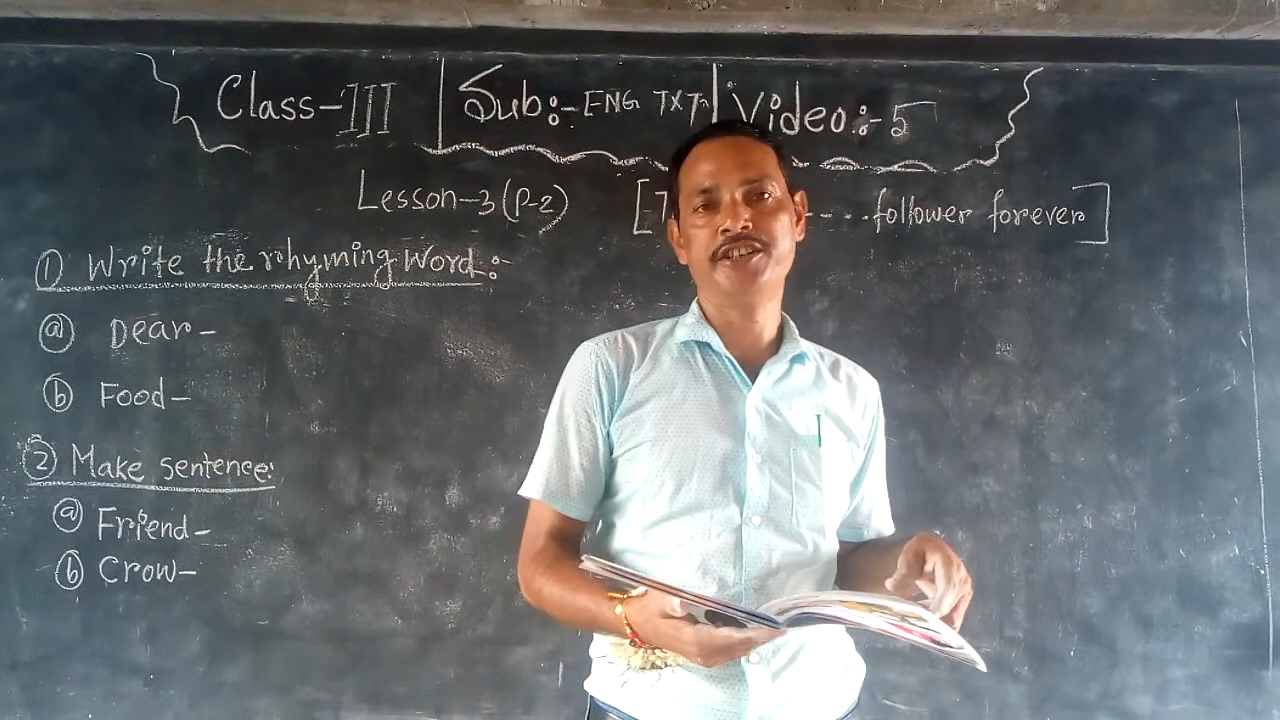 Class-III | Sub:- ENG TXT | Video:- 5
Lesson-3 (P-2) [ ---- follower forever]
① Write the rhyming word:-
ⓐ Dear-
ⓑ Food-
② Make sentence:
ⓐ Friend-
ⓑ Crow-